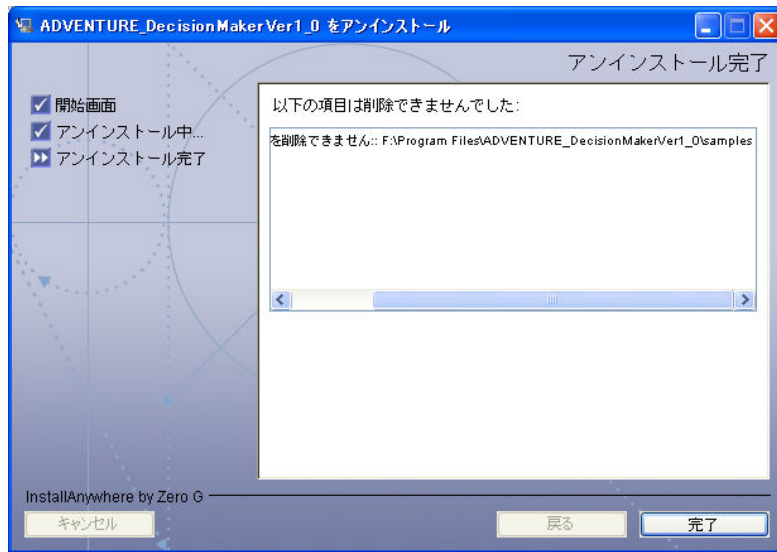 ADVENTURE_DecisionMakerVer1_0 をアンインストール
アンインストール完了
開始画面
アンインストール中...
アンインストール完了
以下の項目は削除できませんでした:
を削除できません:: F:\Program Files\ADVENTURE_DecisionMakerVer1_0\samples
InstallAnywhere by Zero G
キャンセル
戻る
完了